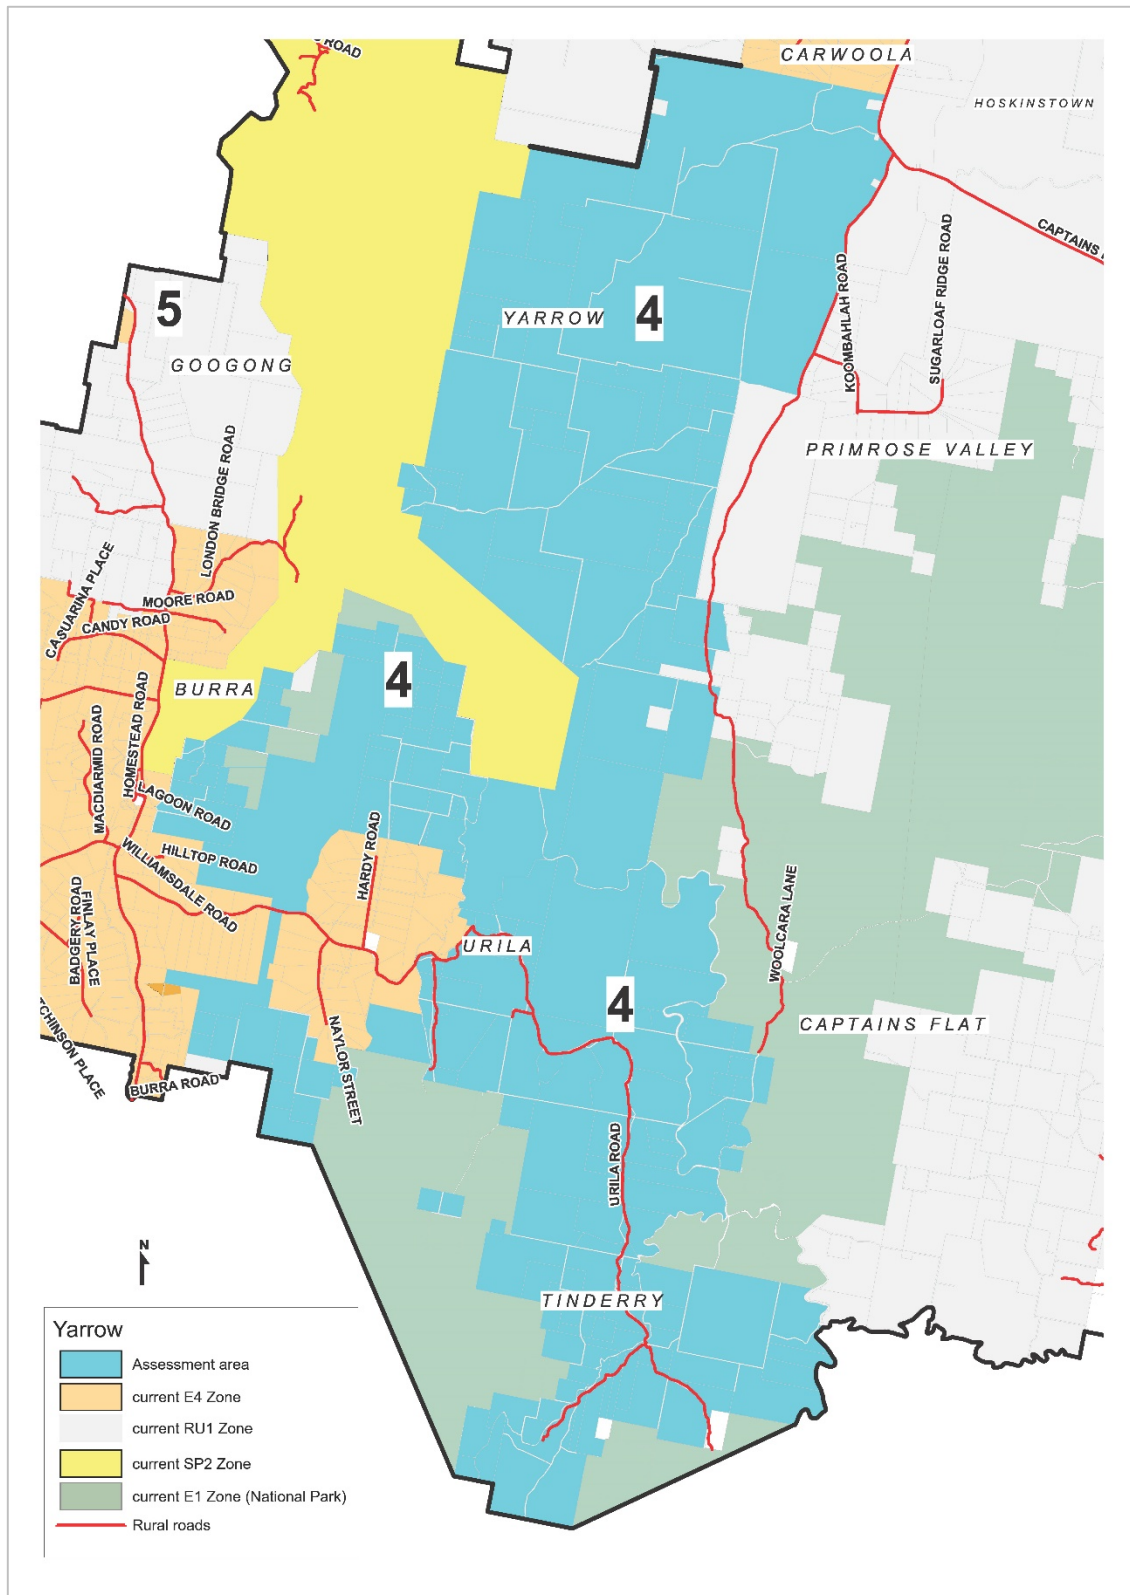 CARWOOLA
ROAD
HOSKINSTOWN
CAPTAINS
KOOMBAHLAH ROAD
SUGARLOAF RIDGE ROAD
5
YARROW
4
GOOGONG
PRIMROSE VALLEY
LONDON BRIDGE ROAD
CASUARINA PLACE
MOORE ROAD
CANDY ROAD
BURRA
4
HOMESTEAD ROAD
MACDIARMID ROAD
LAGOON ROAD
HILLTOP ROAD
WILLIAMSDALE ROAD
HARDY ROAD
BADGERY ROAD
FINLAY PLACE
URILA
WOOLCARA LANE
4
CAPTAINS FLAT
TCHINSON PLACE
NAYLOR STREET
BURRA ROAD
URILA ROAD
N
TINDERRY
Yarrow
Assessment area
current E4 Zone
current RU1 Zone
current SP2 Zone
current E1 Zone (National Park)
Rural roads